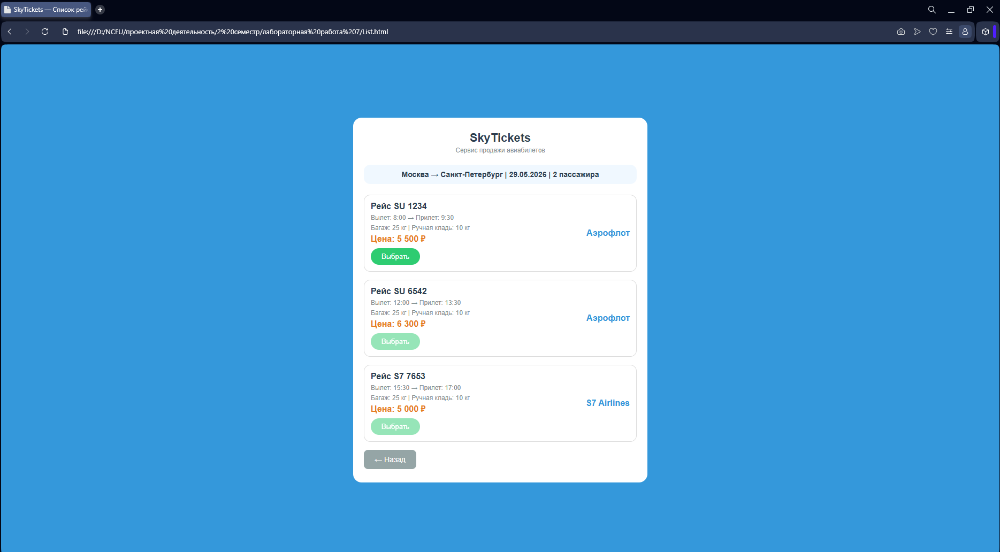 SkyTickets — Список рей
file:///D:/NCFU/проектная%20деятельность/2%20семестр/лабораторная%20работа%207/List.html
SkyTickets
Сервис продажи авиабилетов
Москва → Санкт-Петербург | 29.05.2026 | 2 пассажира
Рейс SU 1234
Вылет: 8:00 → Прилет: 9:30
Багаж: 25 кг | Ручная кладь: 10 кг
Цена: 5 500 ₽
Аэрофлот
Выбрать
Рейс SU 6542
Вылет: 12:00 → Прилет: 13:30
Багаж: 25 кг | Ручная кладь: 10 кг
Цена: 6 300 ₽
Аэрофлот
Выбрать
Рейс S7 7653
Вылет: 15:30 → Прилет: 17:00
Багаж: 25 кг | Ручная кладь: 10 кг
Цена: 5 000 ₽
S7 Airlines
Выбрать
← Назад